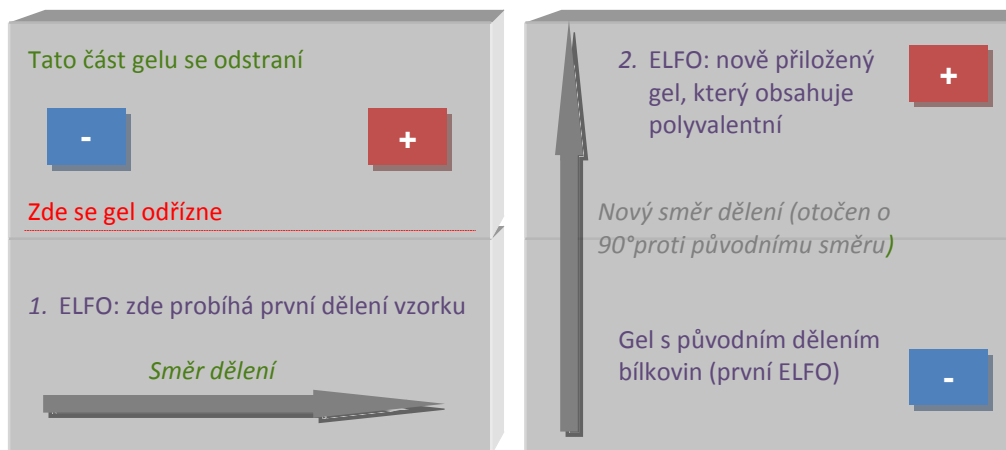 Tato část gelu se odstraní
-
+
Zde se gel odřízne
1. ELFO: zde probíhá první dělení vzorku
Směr dělení
2. ELFO: nově přiložený
gel, který obsahuje
polyvalentní
+
Nový směr dělení (otočen o
90°proti původnímu směru)
Gel s původním dělením
bílkovin (první ELFO)
-